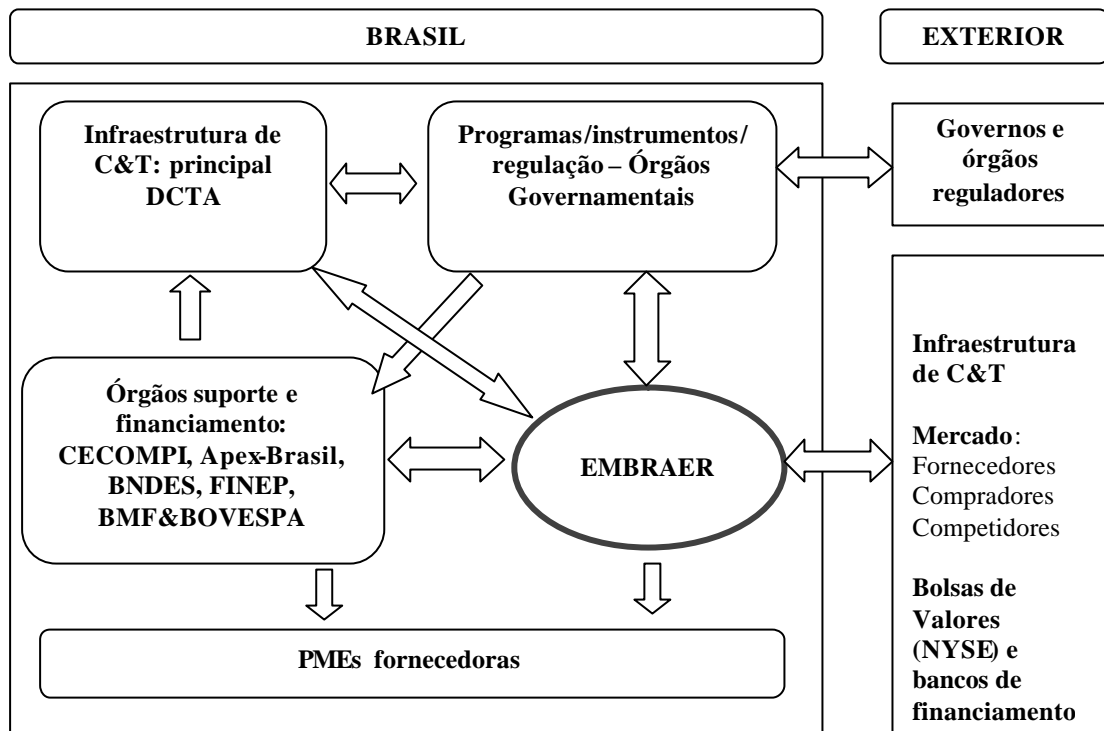 BRASIL
EXTERIOR
Infraestrutura de
C&T: principal
DCTA
Programas/instrumentos/
regulação – Órgãos
Governamentais
Governos e
órgãos
reguladores
Órgãos suporte e
financiamento:
CECOMPI, Apex-Brasil,
BNDES, FINEP,
BMF&BOVESPA
EMBRAER
Infraestrutura
de C&T
Mercado:
Fornecedores
Compradores
Competidores
Bolsas de
Valores
(NYSE) e
bancos de
financiamento
PMEs fornecedoras